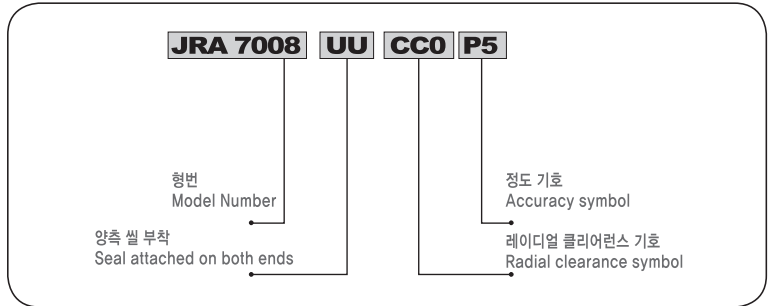 JRA 7008 UU CC0 P5
형번
Model Number
양측 씰 부착
Seal attached on both ends
정도 기호
Accuracy symbol
레이디얼 클리어런스 기호
Radial clearance symbol